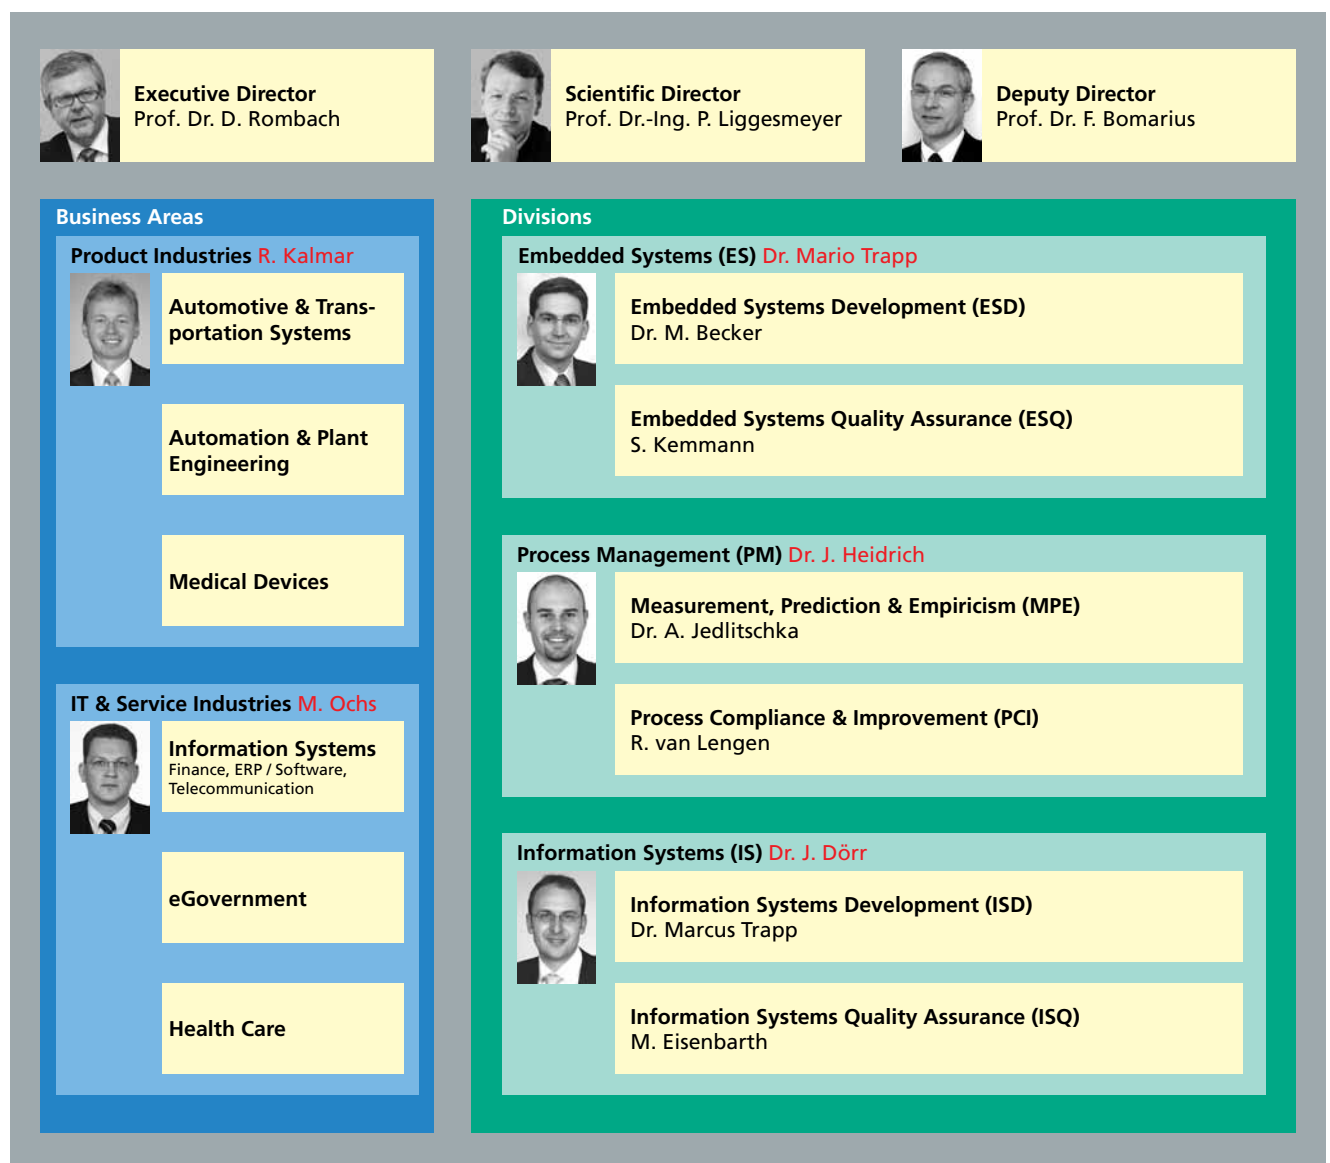 Executive Director
Prof. Dr. D. Rombach
Scientific Director
Prof. Dr.-Ing. P. Liggesmeyer
Deputy Director
Prof. Dr. F. Bomarius
Business Areas
Product Industries R. Kalmar
Automotive & Trans-
portation Systems
Automation & Plant
Engineering
Medical Devices
IT & Service Industries M. Ochs
Information Systems
Finance, ERP / Software,
Telecommunication
eGovernment
Health Care
Divisions
Embedded Systems (ES) Dr. Mario Trapp
Embedded Systems Development (ESD)
Dr. M. Becker
Embedded Systems Quality Assurance (ESQ)
S. Kemmann
Process Management (PM) Dr. J. Heidrich
Measurement, Prediction & Empiricism (MPE)
Dr. A. Jedlitschka
Process Compliance & Improvement (PCI)
R. van Lengen
Information Systems (IS) Dr. J. Dörr
Information Systems Development (ISD)
Dr. Marcus Trapp
Information Systems Quality Assurance (ISQ)
M. Eisenbarth